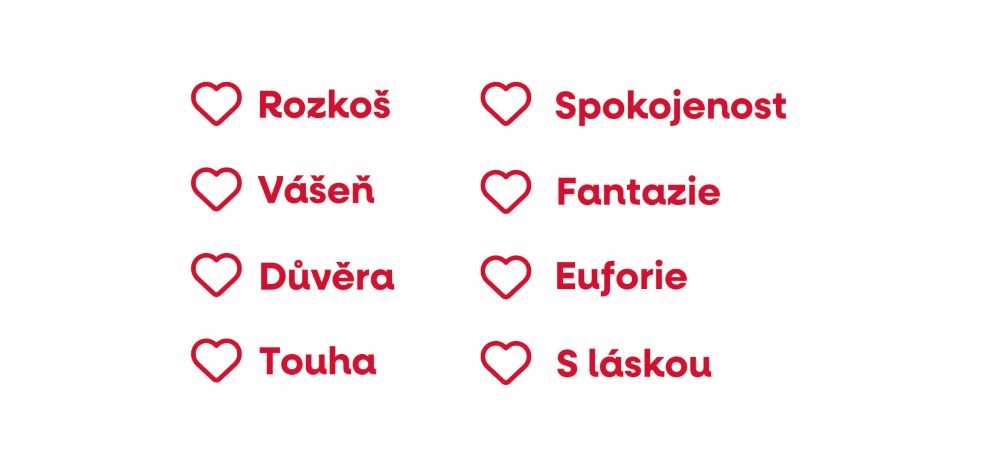 Rozkoš
Vášeň
Důvěra
Touha
Spokojenost
Fantazie
Euforie
S láskou